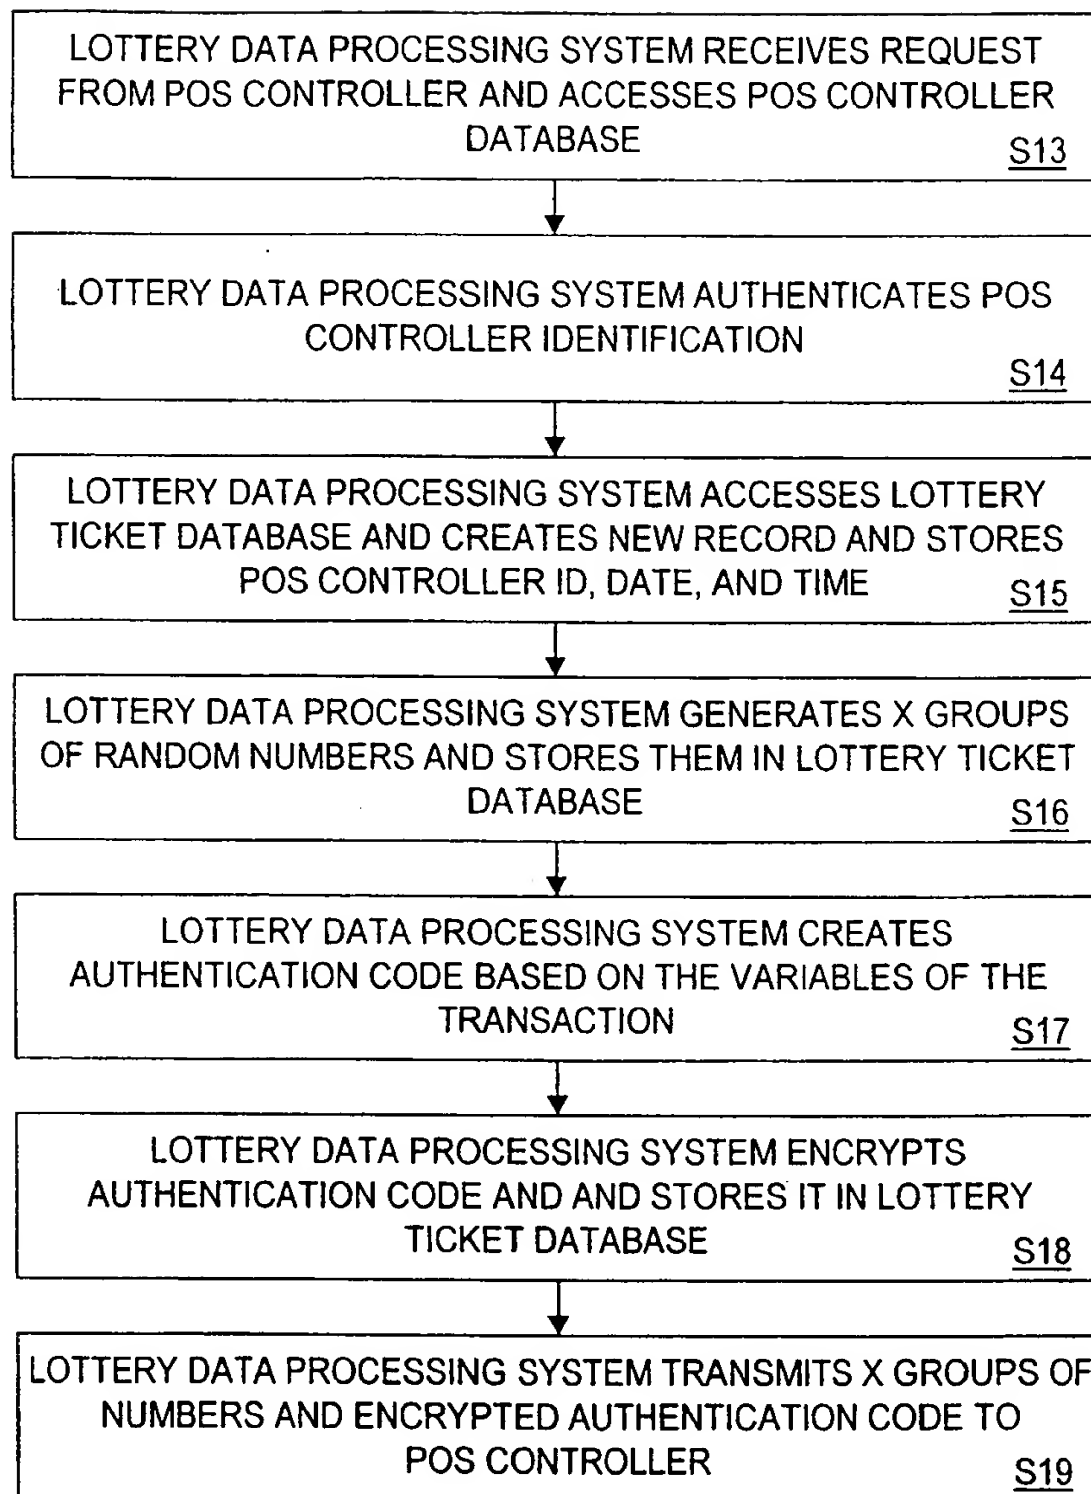 LOTTERY DATA PROCESSING SYSTEM RECEIVES REQUEST
FROM POS CONTROLLER AND ACCESSES POS CONTROLLER
DATABASE
S13
LOTTERY DATA PROCESSING SYSTEM AUTHENTICATES POS
CONTROLLER IDENTIFICATION
S14
LOTTERY DATA PROCESSING SYSTEM ACCESSES LOTTERY
TICKET DATABASE AND CREATES NEW RECORD AND STORES
POS CONTROLLER ID, DATE, AND TIME
S15
LOTTERY DATA PROCESSING SYSTEM GENERATES X GROUPS
OF RANDOM NUMBERS AND STORES THEM IN LOTTERY TICKET
DATABASE
S16
LOTTERY DATA PROCESSING SYSTEM CREATES
AUTHENTICATION CODE BASED ON THE VARIABLES OF THE
TRANSACTION
S17
LOTTERY DATA PROCESSING SYSTEM ENCRYPTS
AUTHENTICATION CODE AND AND STORES IT IN LOTTERY
TICKET DATABASE
S18
LOTTERY DATA PROCESSING SYSTEM TRANSMITS X GROUPS OF
NUMBERS AND ENCRYPTED AUTHENTICATION CODE TO
POS CONTROLLER
S19